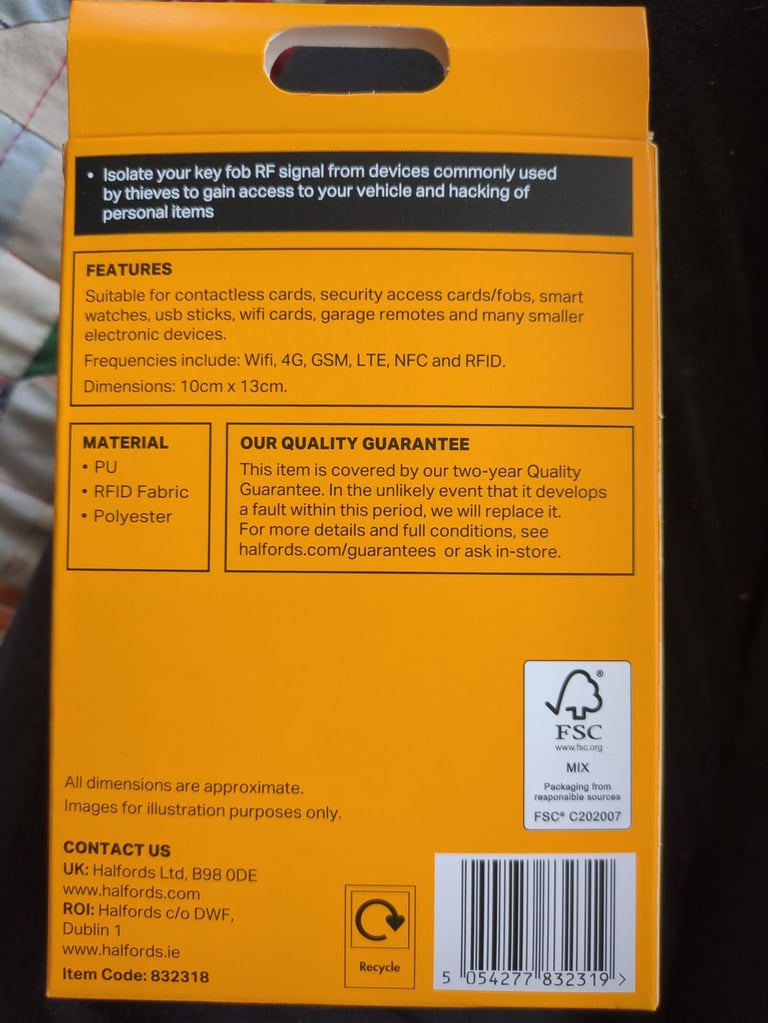 • Isolate your key fob RF signal from devices commonly used
by thieves to gain access to your vehicle and hacking of
personal items
FEATURES
Suitable for contactless cards, security access cards/fobs, smart
watches, usb sticks, wifi cards, garage remotes and many smaller
electronic devices.
Frequencies include: Wifi, 4G, GSM, LTE, NFC and RFID.
Dimensions: 10cm x 13cm.
MATERIAL
• PU
• RFID Fabric
• Polyester
OUR QUALITY GUARANTEE
This item is covered by our two-year Quality
Guarantee. In the unlikely event that it develops
a fault within this period, we will replace it.
For more details and full conditions, see
halfords.com/guarantees or ask in-store.
®
FSC
www.fsc.org
MIX
Packaging from
responsible sources
FSC® C202007
All dimensions are approximate.
Images for illustration purposes only.
CONTACT US
UK: Halfords Ltd, B98 0DE
www.halfords.com
ROI: Halfords c/o DWF,
Dublin 1
www.halfords.ie
Item Code: 832318
Recycle
5 054277 832319 >